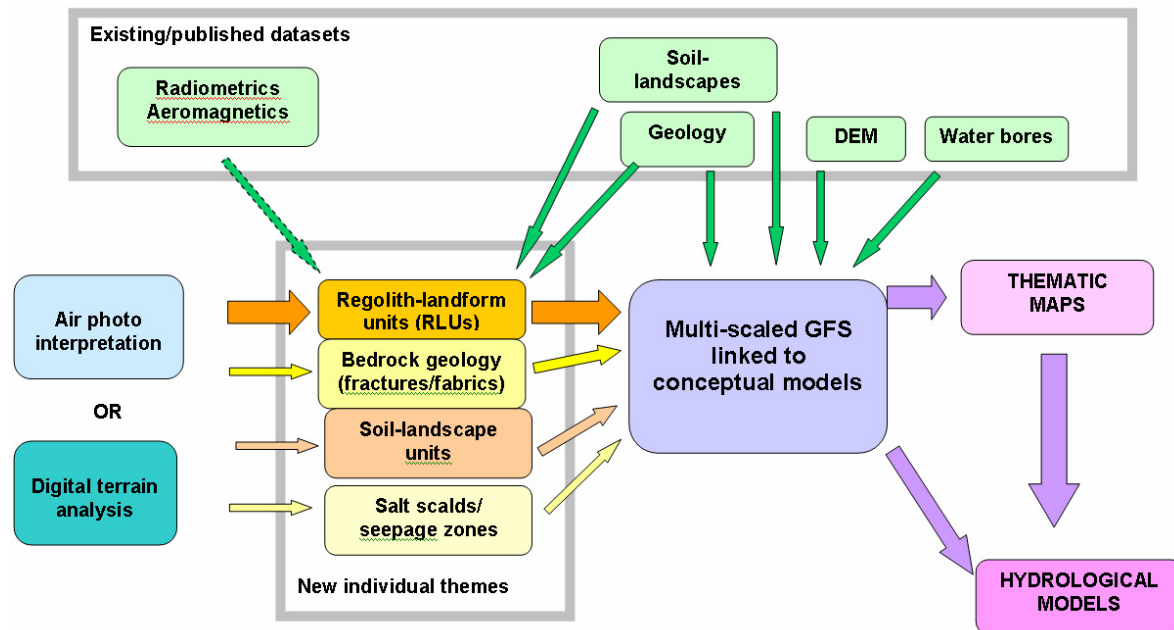 Existing/published datasets
Radiometrics
Aeromagnetics
Soil-
landscapes
Geology
DEM
Water bores
Air photo
interpretation
OR
Digital terrain
analysis
Regolith-landform
units (RLUs)
Bedrock geology
(fractures/fabrics)
Soil-landscape
units
Salt scalds/
seepage zones
New individual themes
Multi-scaled GFS
linked to
conceptual models
THEMATIC
MAPS
HYDROLOGICAL
MODELS